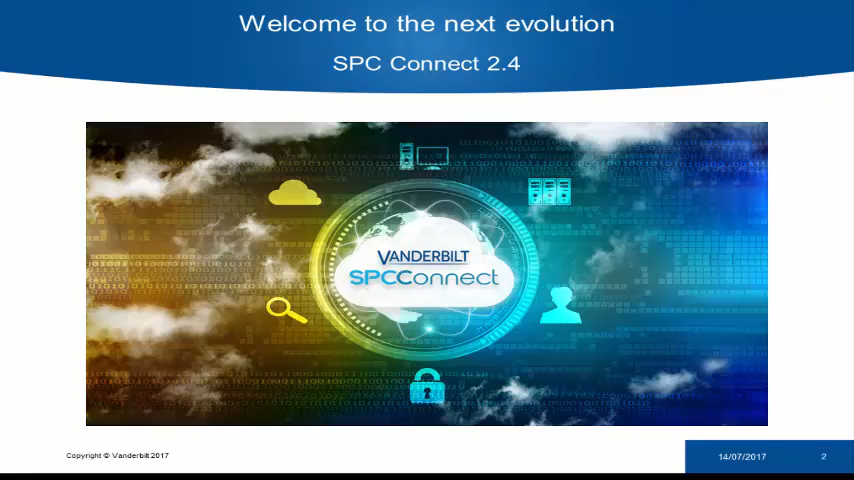 Welcome to the next evolution
SPC Connect 2.4
VANDERBILT
SPCConnect
Copyright © Vanderbilt 2017
14/07/2017
2